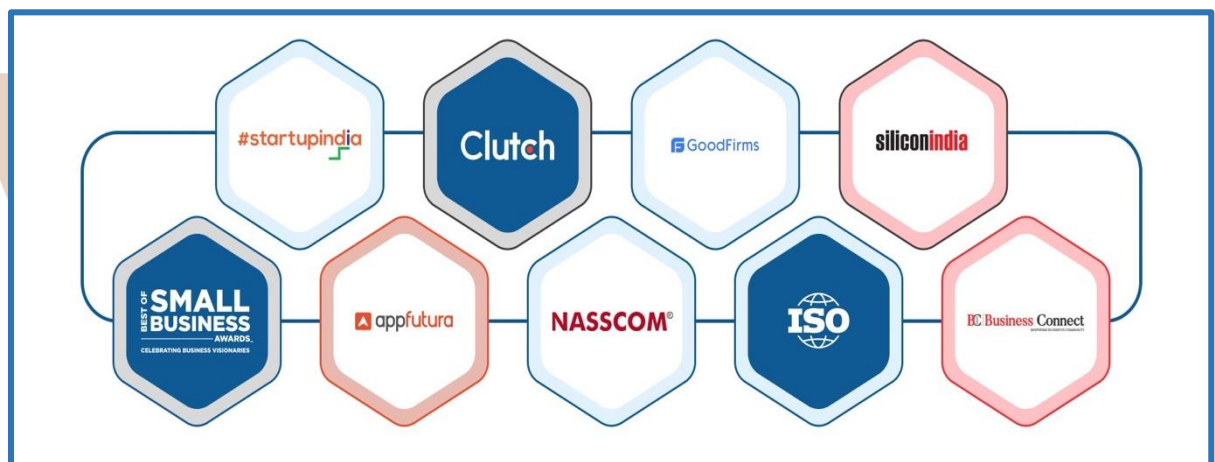 #startupindia
Clutch
GoodFirms
siliconindia
BEST OF
SMALL
BUSINESS
AWARDS
CELEBRATING BUSINESS VISIONARIES
appfutura
NASSCOM®
ISO
BC Business Connect